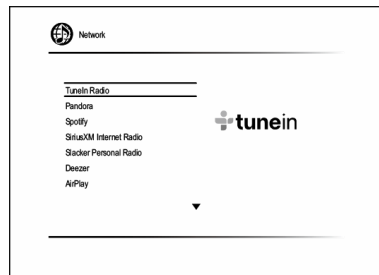 Network
TuneIn Radio
Pandora
Spotify
SiriusXM Internet Radio
Slacker Personal Radio
Deezer
AirPlay
tunein